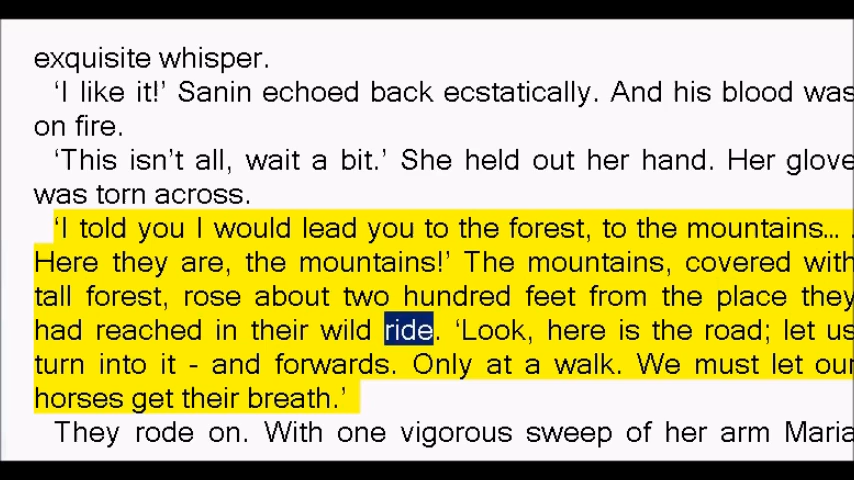 exquisite whisper.
‘I like it!’ Sanin echoed back ecstatically. And his blood was
on fire.
‘This isn’t all, wait a bit.’ She held out her hand. Her glove
was torn across.
‘I told you I would lead you to the forest, to the mountains... .
Here they are, the mountains!’ The mountains, covered with
tall forest, rose about two hundred feet from the place they
had reached in their wild ride. ‘Look, here is the road; let us
turn into it - and forwards. Only at a walk. We must let our
horses get their breath.’
They rode on. With one vigorous sweep of her arm Maria